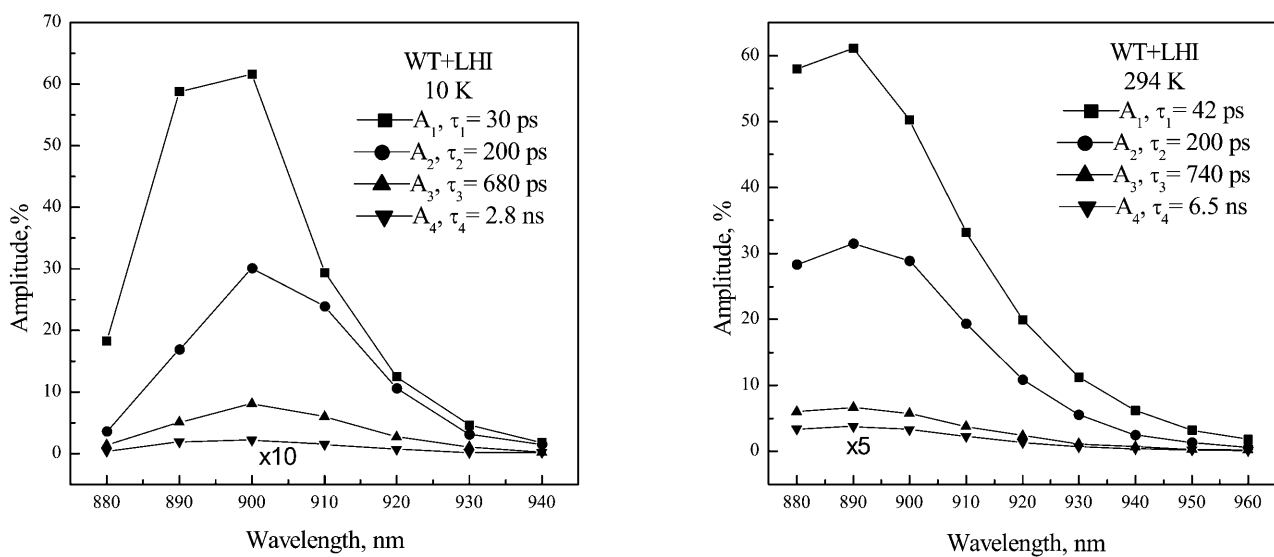 70
60
50
40
30
20
10
0
Amplitude,%
WT+LHI
10 K
A₁, τ₁= 30 ps
A₂, τ₂= 200 ps
A₃, τ₃= 680 ps
A₄, τ₄= 2.8 ns
x10
880 890 900 910 920 930 940
Wavelength, nm
60
50
40
30
20
10
0
Amplitude, %
WT+LHI
294 K
A₁, τ₁= 42 ps
A₂, τ₂= 200 ps
A₃, τ₃= 740 ps
A₄, τ₄= 6.5 ns
x5
880 890 900 910 920 930 940 950 960
Wavelength, nm